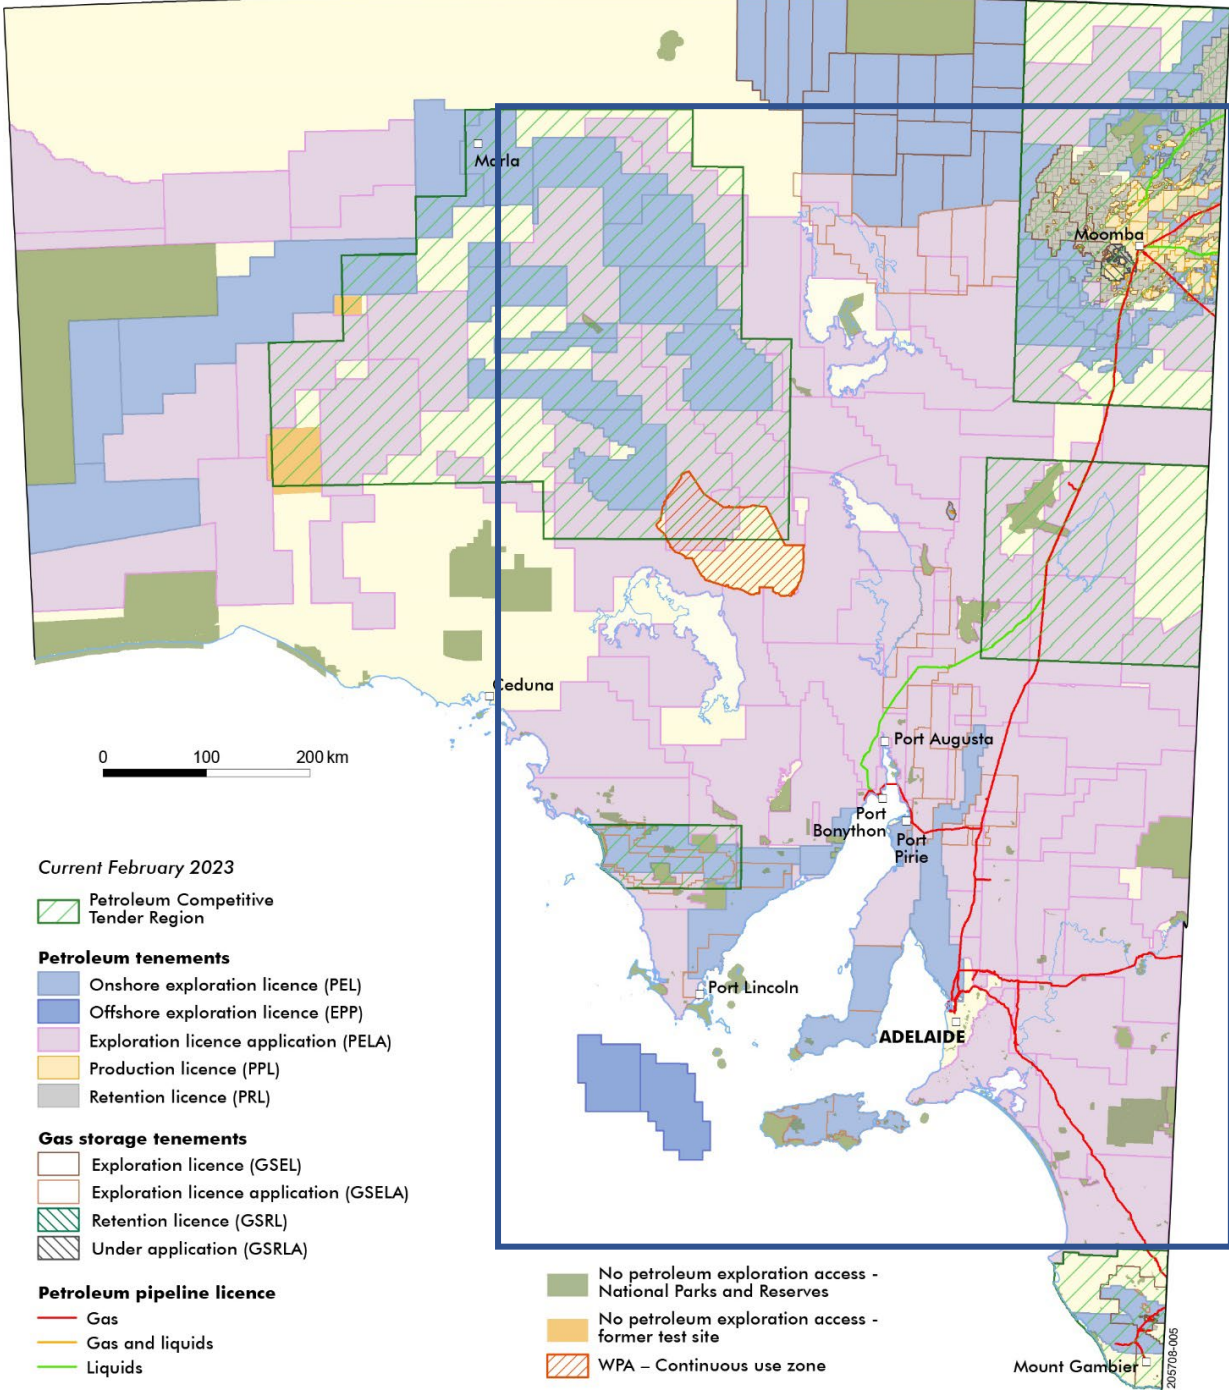 Marla
Moomba
Ceduna
0 100 200 km
Port Augusta
Port
Bonython
Port
Pirie
Port Lincoln
ADELAIDE
Current February 2023
Petroleum Competitive
Tender Region
Petroleum tenements
Onshore exploration licence (PEL)
Offshore exploration licence (EPP)
Exploration licence application (PELA)
Production licence (PPL)
Retention licence (PRL)
Gas storage tenements
Exploration licence (GSEL)
Exploration licence application (GSELA)
Retention licence (GSRL)
Under application (GSRLA)
Petroleum pipeline licence
Gas
Gas and liquids
Liquids
No petroleum exploration access -
National Parks and Reserves
No petroleum exploration access -
former test site
WPA – Continuous use zone
Mount Gambier
205708-005